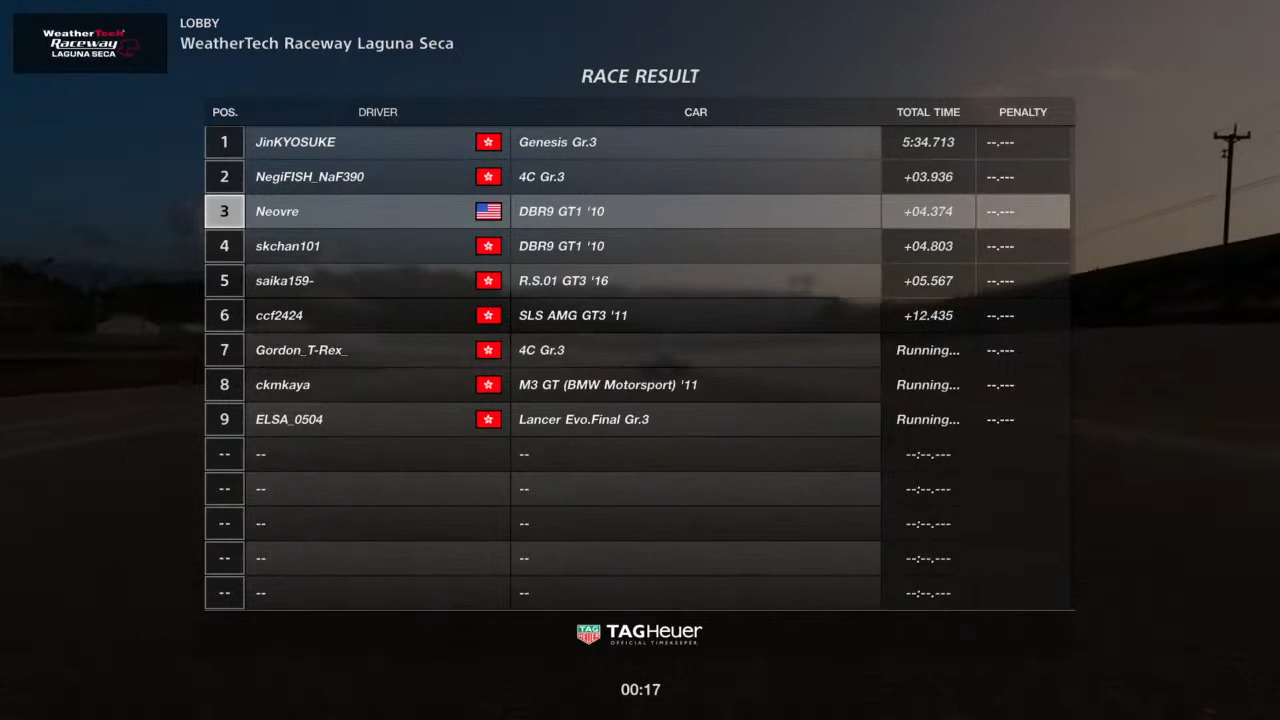 WeatherTech
Raceway
LAGUNA SECA
LOBBY
WeatherTech Raceway Laguna Seca
RACE RESULT
POS. DRIVER CAR TOTAL TIME PENALTY
1 JinKYOSUKE Genesis Gr.3 5:34.713 --.---
2 NegiFISH_NaF390 4C Gr.3 +03.936 --.---
3 Neovre DBR9 GT1 '10 +04.374 --.---
4 skchan101 DBR9 GT1 '10 +04.803 --.---
5 saika159- R.S.01 GT3 '16 +05.567 --.---
6 ccf2424 SLS AMG GT3 '11 +12.435 --.---
7 Gordon_T-Rex_ 4C Gr.3 Running... --.---
8 ckmkaya M3 GT (BMW Motorsport) '11 Running... --.---
9 ELSA_0504 Lancer Evo.Final Gr.3 Running... --.---
-- -- -- --:--.---
-- -- -- --:--.---
-- -- -- --:--.---
-- -- -- --:--.---
-- -- -- --:--.---
TAG HEUER TAGHeuer
OFFICIAL TIMEKEEPER
00:17